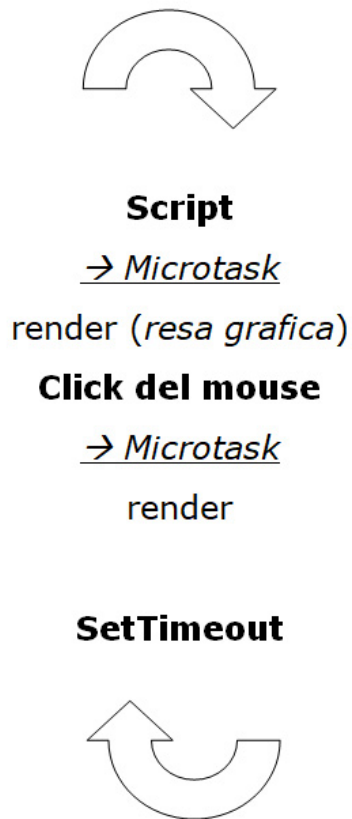 Script
→ Microtask
render (resa grafica)
Click del mouse
→ Microtask
render
SetTimeout